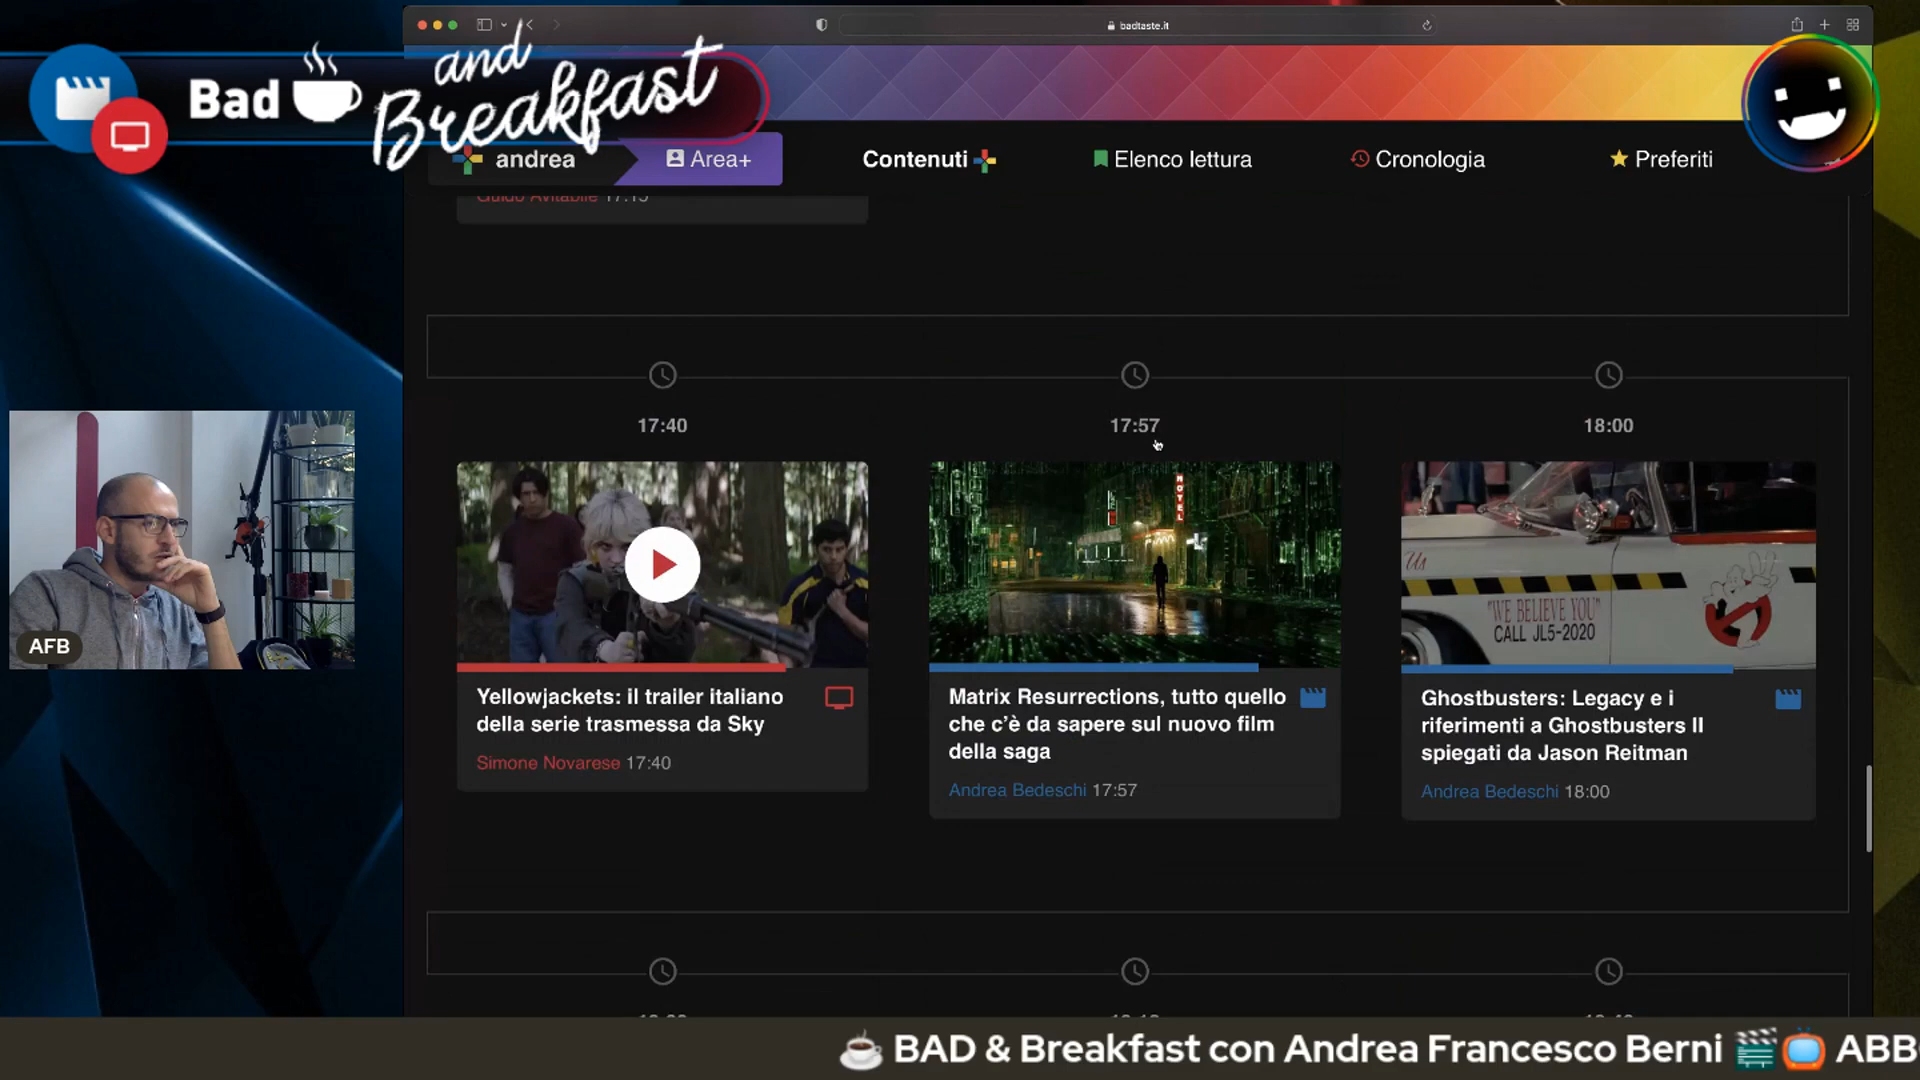 badtaste.it
Bad and Breakfast
andrea
Area+
Contenuti
Elenco lettura
Cronologia
Preferiti
17:40
17:57
18:00
MOTEL
Us
"WE BELIEVE YOU"
CALL JL5-2020
Yellowjackets: il trailer italiano
della serie trasmessa da Sky
Simone Novarese 17:40
Matrix Resurrections, tutto quello
che c'è da sapere sul nuovo film
della saga
Andrea Bedeschi 17:57
Ghostbusters: Legacy e i
riferimenti a Ghostbusters II
spiegati da Jason Reitman
Andrea Bedeschi 18:00
AFB
BAD & Breakfast con Andrea Francesco Berni